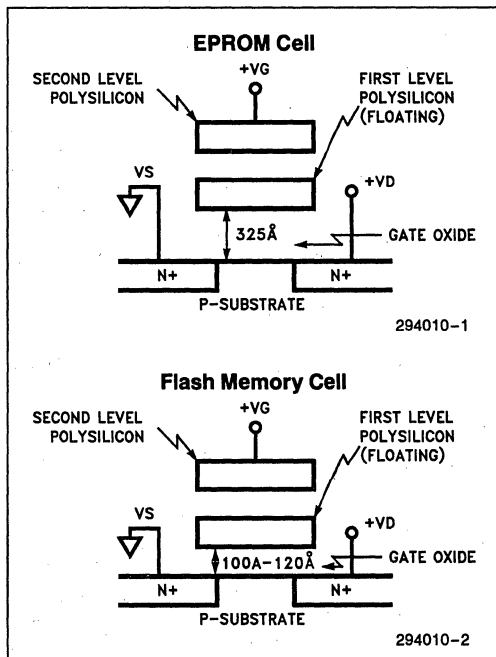 EPROM Cell
+VG
SECOND LEVEL
POLYSILICON
FIRST LEVEL
POLYSILICON
(FLOATING)
VS
+VD
325Å
GATE OXIDE
N+
N+
P-SUBSTRATE
294010-1
Flash Memory Cell
+VG
SECOND LEVEL
POLYSILICON
FIRST LEVEL
POLYSILICON
(FLOATING)
VS
+VD
100A-120Å
GATE OXIDE
N+
N+
P-SUBSTRATE
294010-2